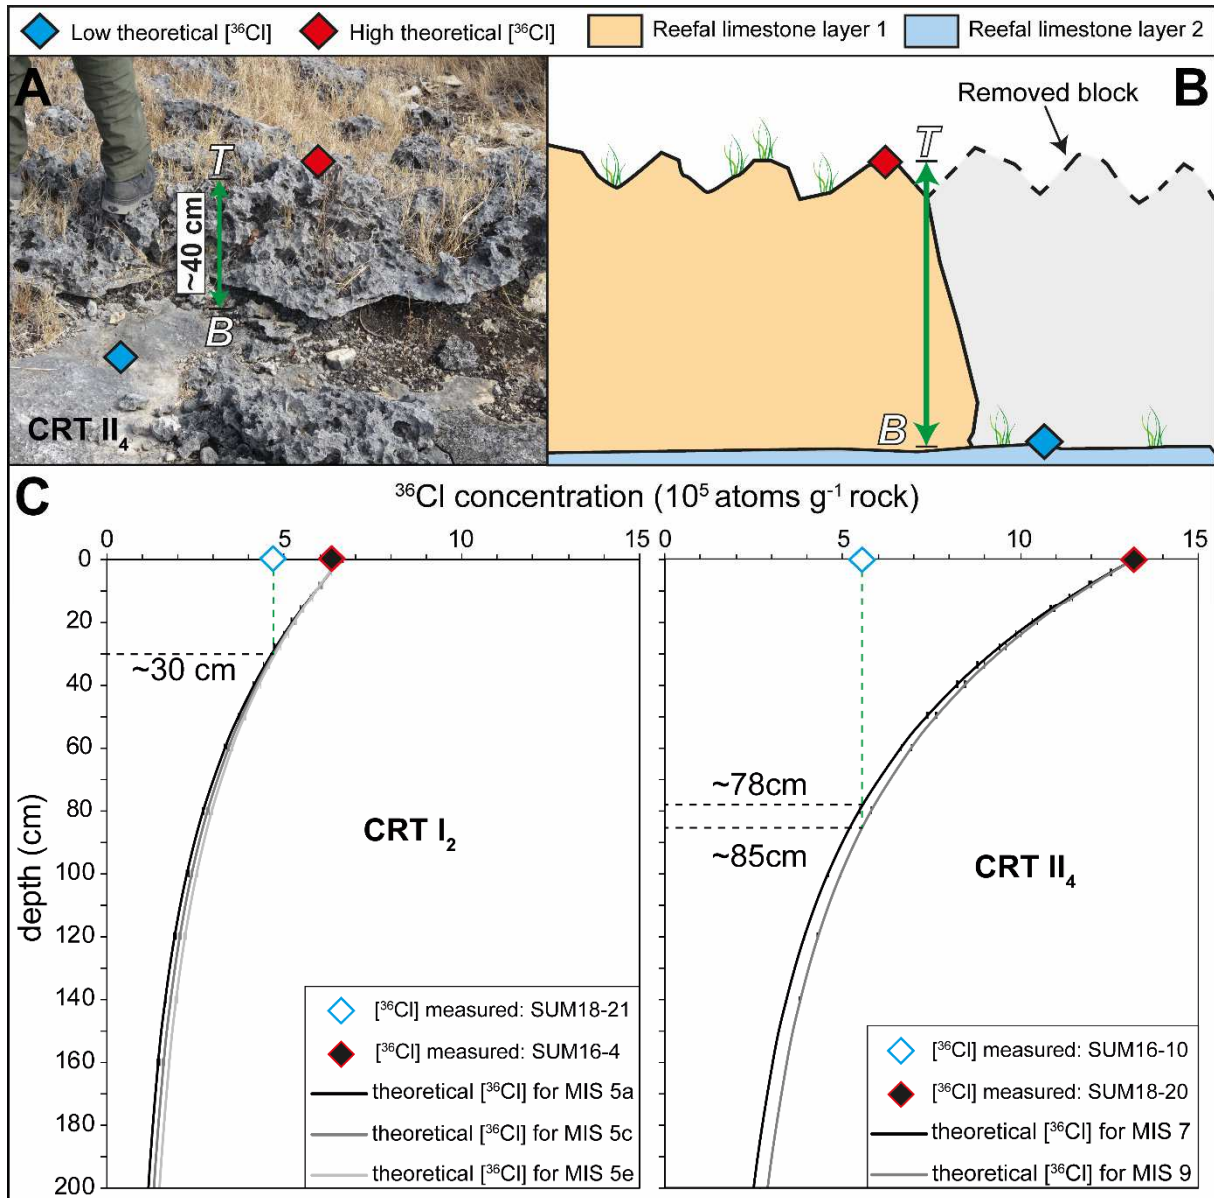 Low theoretical [³⁶Cl]
High theoretical [³⁶Cl]
Reefal limestone layer 1
Reefal limestone layer 2
A
T
~40 cm
B
CRT II₄
B
Removed block
T
B
C
³⁶Cl concentration (10⁵ atoms g⁻¹ rock)
0 5 10 15
0 5 10 15
depth (cm)
0
20
40
60
80
100
120
140
160
180
200
~30 cm
CRT I₂
[³⁶Cl] measured: SUM18-21
[³⁶Cl] measured: SUM16-4
theoretical [³⁶Cl] for MIS 5a
theoretical [³⁶Cl] for MIS 5c
theoretical [³⁶Cl] for MIS 5e
~78cm
~85cm
CRT II₄
[³⁶Cl] measured: SUM16-10
[³⁶Cl] measured: SUM18-20
theoretical [³⁶Cl] for MIS 7
theoretical [³⁶Cl] for MIS 9